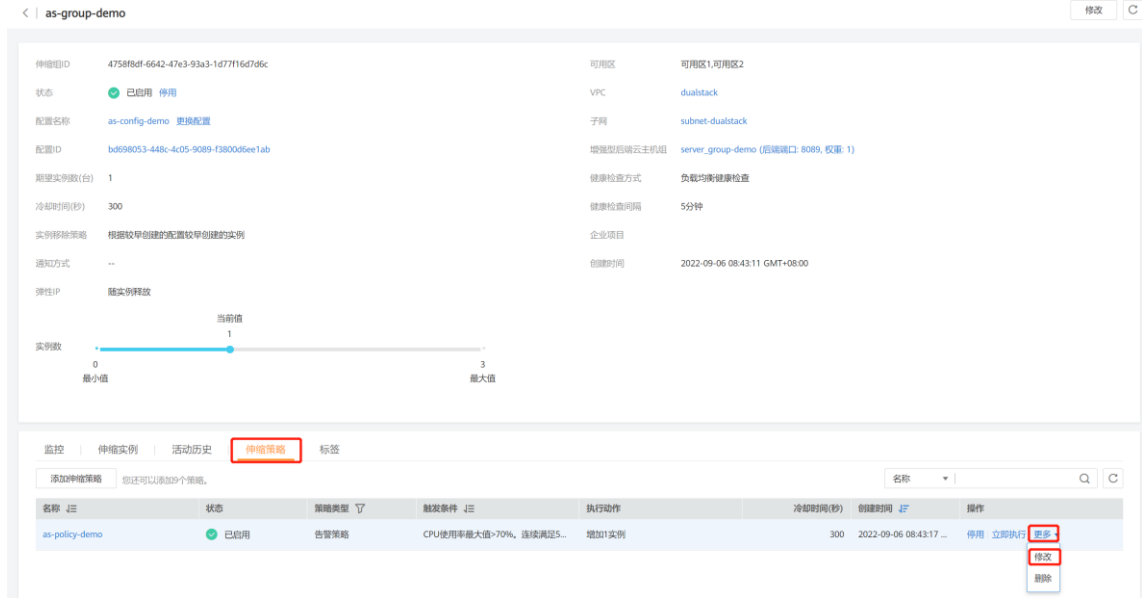 as-group-demo
修改
伸缩组ID 4758f8df-6642-47e3-93a3-1d77f16d7d6c 可用区 可用区1,可用区2
状态 已启用 停用 VPC dualstack
配置名称 as-config-demo 更换配置 子网 subnet-dualstack
配置ID bd698053-448c-4c05-9089-f3800d6ee1ab 增强型后端云主机组 server_group-demo (后端端口: 8089, 权重: 1)
期望实例数(台) 1 健康检查方式 负载均衡健康检查
冷却时间(秒) 300 健康检查间隔 5分钟
实例移除策略 根据较早创建的配置较早创建的实例 企业项目
通知方式 -- 创建时间 2022-09-06 08:43:11 GMT+08:00
弹性IP 随实例释放
当前值
1
实例数
0 3
最小值 最大值
监控 伸缩实例 活动历史 伸缩策略 标签
添加伸缩策略 您还可以添加9个策略。 名称
名称 状态 策略类型 触发条件 执行动作 冷却时间(秒) 创建时间 操作
as-policy-demo 已启用 告警策略 CPU使用率最大值>70%，连续满足5... 增加1实例 300 2022-09-06 08:43:17 ... 停用 立即执行 更多
修改
删除